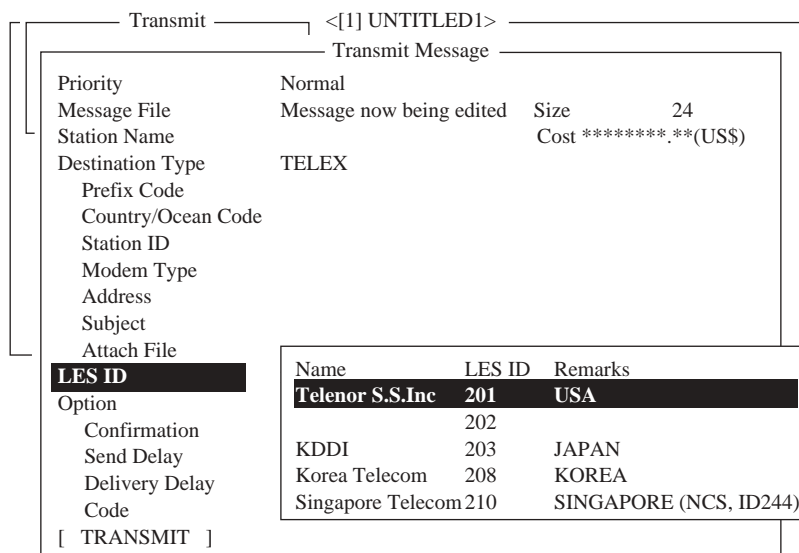 Transmit <[1] UNTITLED1>
Transmit Message
Priority Normal
Message File Message now being edited Size 24
Station Name Cost ********.**(US$)
Destination Type TELEX
Prefix Code
Country/Ocean Code
Station ID
Modem Type
Address
Subject
Attach File
LES ID
Option
Confirmation
Send Delay
Delivery Delay
Code
[ TRANSMIT ]
Name LES ID Remarks
Telenor S.S.Inc 201 USA
202
KDDI 203 JAPAN
Korea Telecom 208 KOREA
Singapore Telecom 210 SINGAPORE (NCS, ID244)